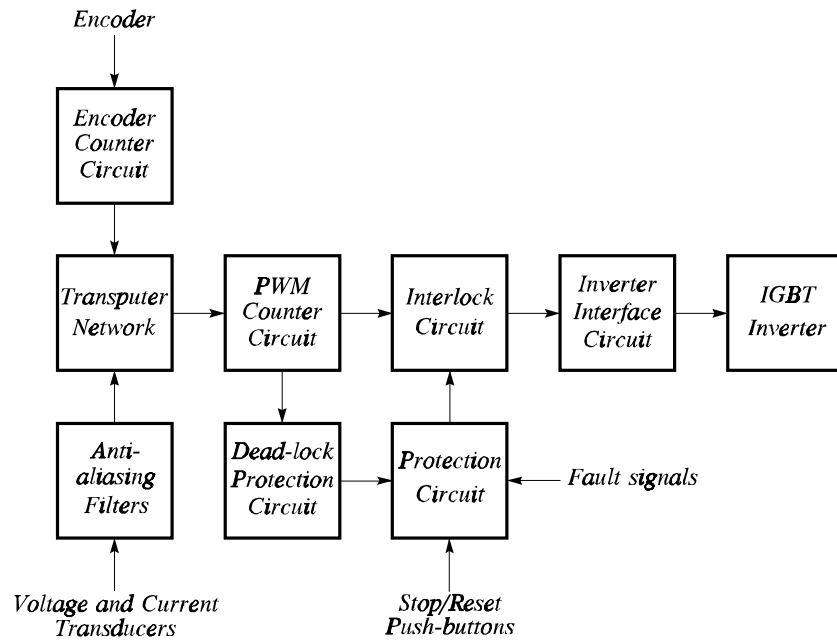 Encoder
Encoder
Counter
Circuit
Transputer
Network
PWM
Counter
Circuit
Interlock
Circuit
Inverter
Interface
Circuit
IGBT
Inverter
Anti-
aliasing
Filters
Dead-lock
Protection
Circuit
Protection
Circuit
Fault signals
Voltage and Current
Transducers
Stop/Reset
Push-buttons